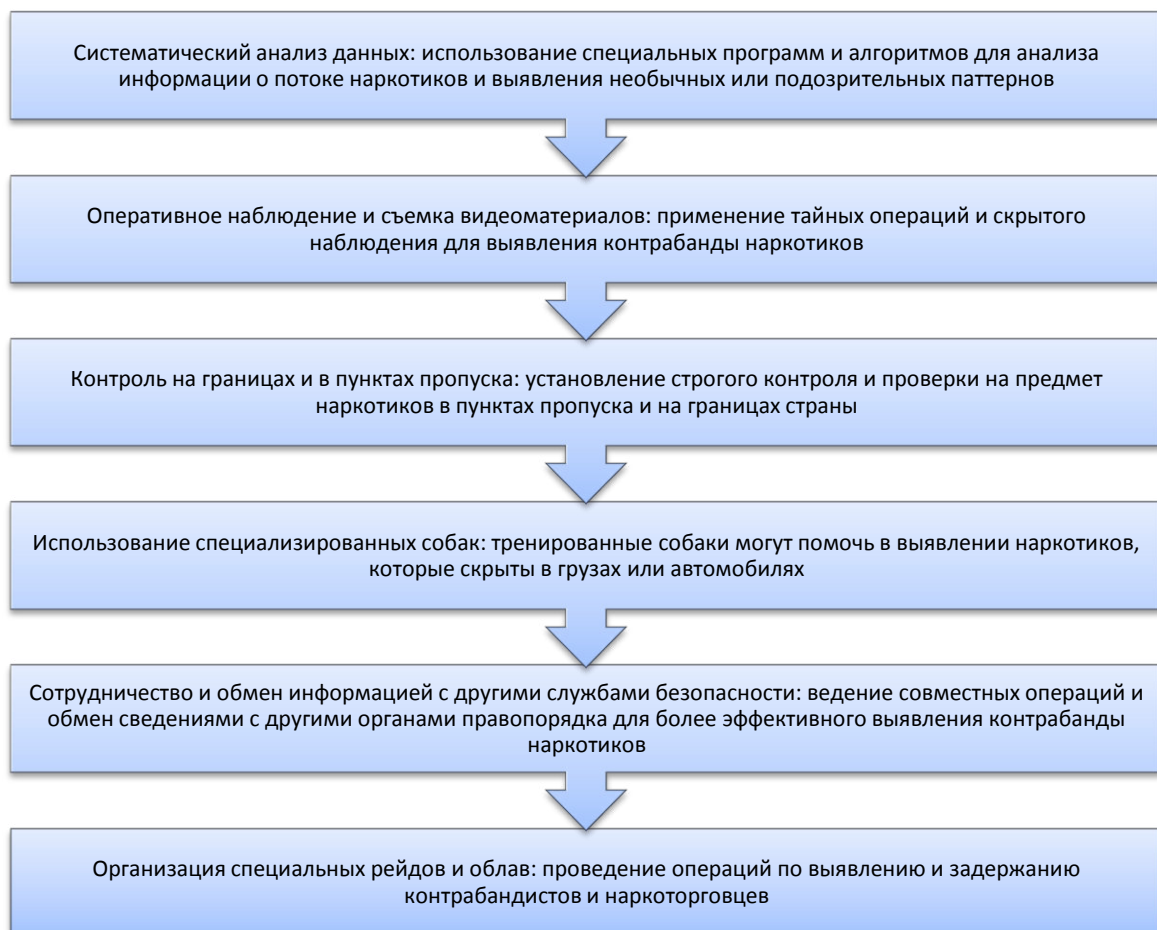 Систематический анализ данных: использование специальных программ и алгоритмов для анализа
информации о потоке наркотиков и выявления необычных или подозрительных паттернов
Оперативное наблюдение и съемка видеоматериалов: применение тайных операций и скрытого
наблюдения для выявления контрабанды наркотиков
Контроль на границах и в пунктах пропуска: установление строгого контроля и проверки на предмет
наркотиков в пунктах пропуска и на границах страны
Использование специализированных собак: тренированные собаки могут помочь в выявлении наркотиков,
которые скрыты в грузах или автомобилях
Сотрудничество и обмен информацией с другими службами безопасности: ведение совместных операций и
обмен сведениями с другими органами правопорядка для более эффективного выявления контрабанды
наркотиков
Организация специальных рейдов и облав: проведение операций по выявлению и задержанию
контрабандистов и наркоторговцев